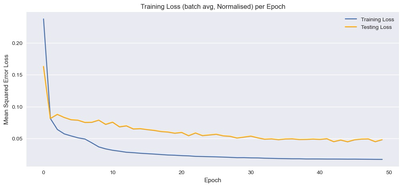 Training Loss (batch avg, Normalised) per Epoch
Training Loss
Testing Loss
Mean Squared Error Loss
0.20
0.15
0.10
0.05
0 10 20 30 40 50
Epoch